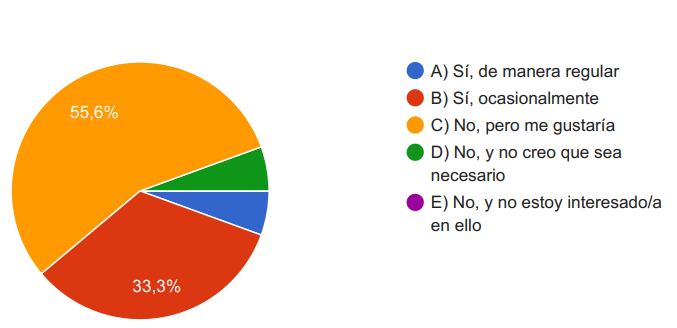 55,6%
33,3%
A) Sí, de manera regular
B) Sí, ocasionalmente
C) No, pero me gustaría
D) No, y no creo que sea
necesario
E) No, y no estoy interesado/a
en ello